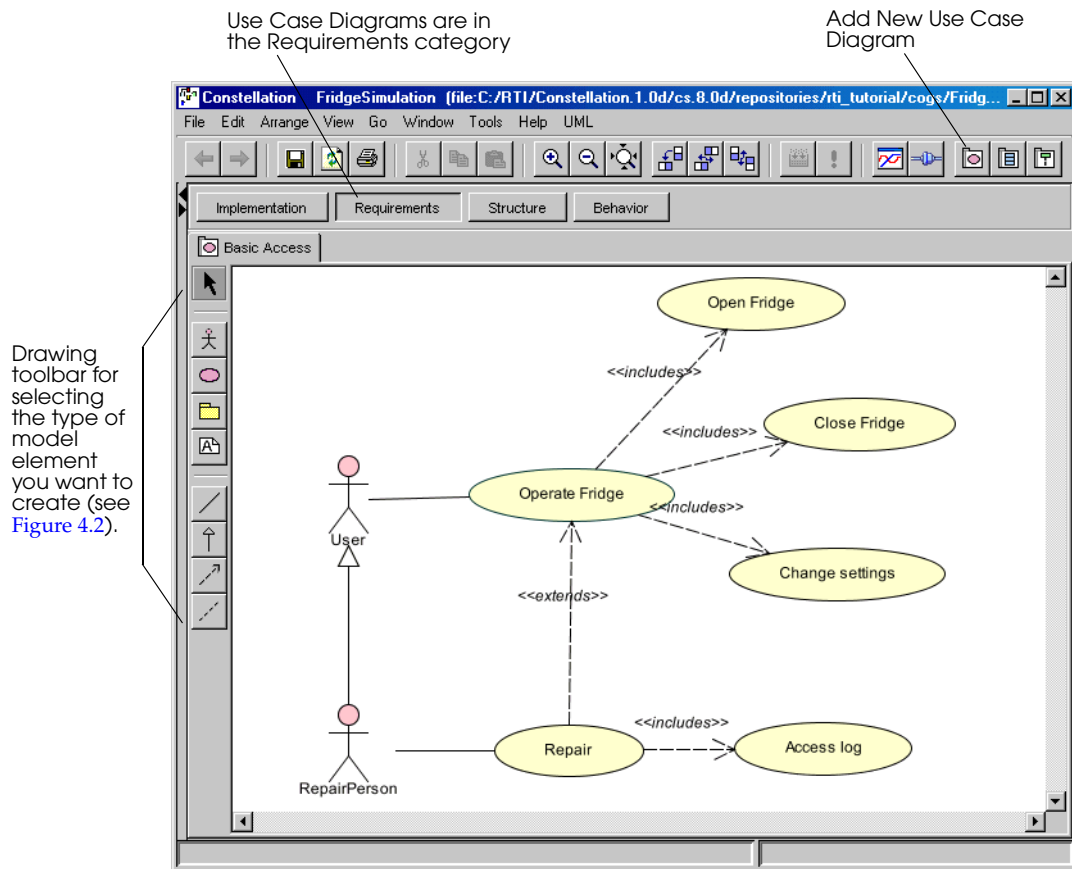 Use Case Diagrams are in
the Requirements category
Add New Use Case
Diagram
Constellation FridgeSimulation (file:C:/RTI/Constellation.1.0d/cs.8.0d/repositories/rti_tutorial/cogs/Fridg...
File Edit Arrange View Go Window Tools Help UML
Implementation Requirements Structure Behavior
Basic Access
Drawing
toolbar for
selecting
the type of
model
element
you want to
create (see
Figure 4.2).
A
Open Fridge
<<includes>>
Close Fridge
<<includes>>
Operate Fridge
<<includes>>
User
Change settings
<<extends>>
<<includes>>
Repair
Access log
RepairPerson